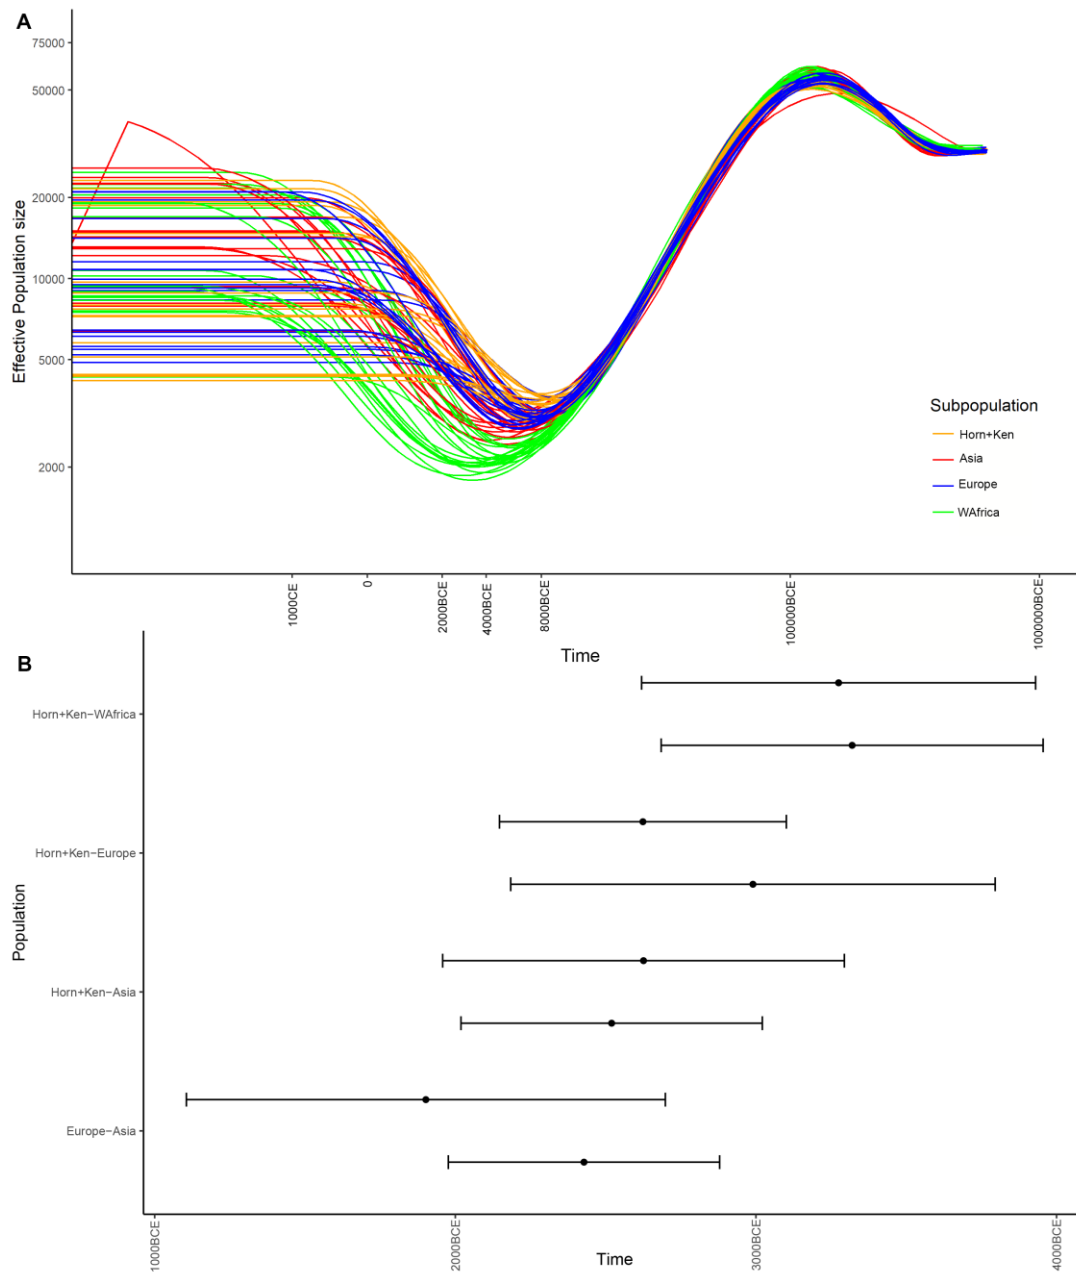 A
75000
50000
20000
10000
5000
2000
Effective Population size
Subpopulation
Horn+Ken
Asia
Europe
WAfrica
1000CE
0
2000BCE
4000BCE
8000BCE
100000BCE
1000000BCE
Time
B
Horn+Ken−WAfrica
Horn+Ken−Europe
Horn+Ken−Asia
Europe−Asia
Population
1000BCE
2000BCE
3000BCE
4000BCE
Time